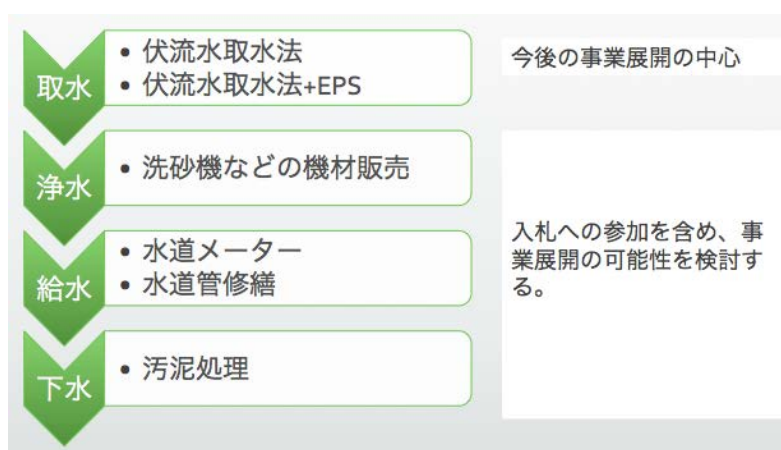 取水
• 伏流水取水法
• 伏流水取水法+EPS
今後の事業展開の中心
浄水
• 洗砂機などの機材販売
給水
• 水道メーター
• 水道管修繕
入札への参加を含め、事
業展開の可能性を検討す
る。
下水
• 汚泥処理